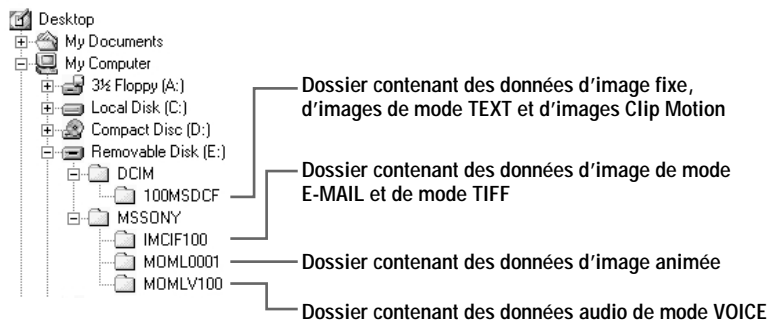 Desktop
My Documents
My Computer
3½ Floppy (A:)
Local Disk (C:)
Compact Disc (D:)
Removable Disk (E:)
DCIM
100MSDCF
MSSONY
IMCIF100
MOML0001
MOMLV100
Dossier contenant des données d’image fixe,
d’images de mode TEXT et d’images Clip Motion
Dossier contenant des données d’image de mode
E-MAIL et de mode TIFF
Dossier contenant des données d’image animée
Dossier contenant des données audio de mode VOICE